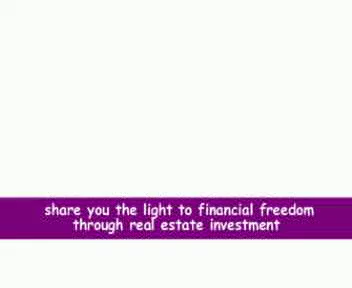 share you the light to financial freedom
through real estate investment